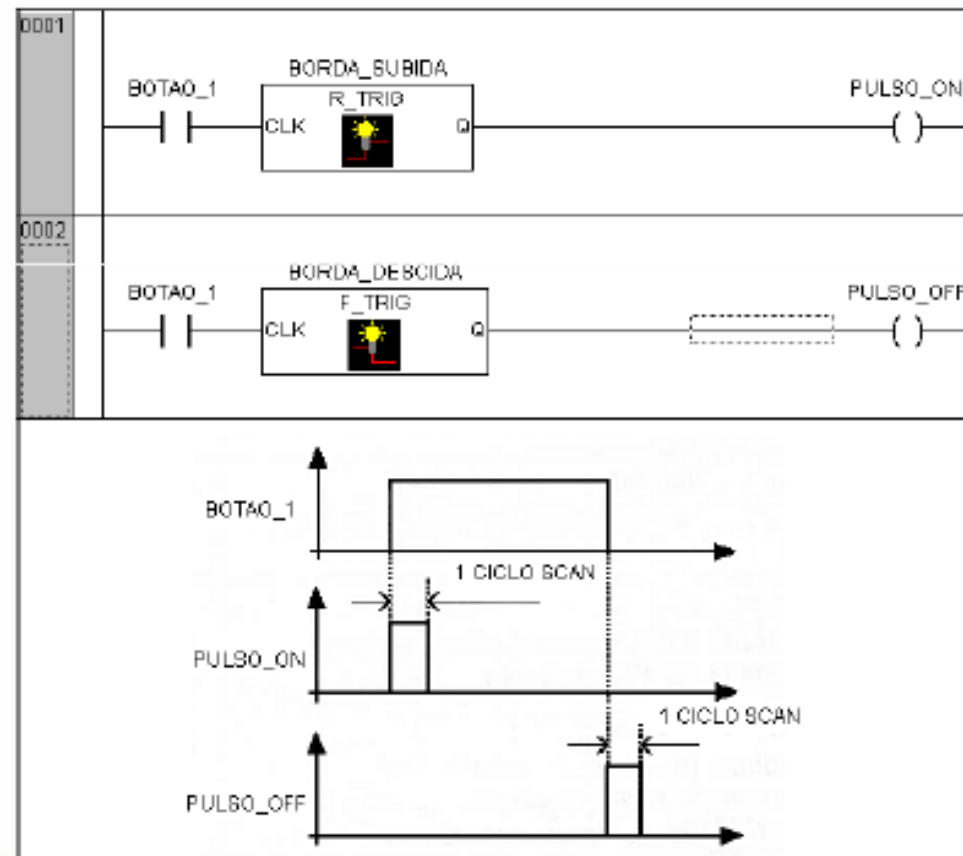 0001
BORDA_SUBIDA
BOTAO_1
R_TRIG
PULSO_ON
CLK
Q
0002
BORDA_DESCIDA
BOTAO_1
F_TRIG
PULSO_OFF
CLK
Q
BOTAO_1
1 CICLO SCAN
PULSO_ON
1 CICLO SCAN
PULSO_OFF